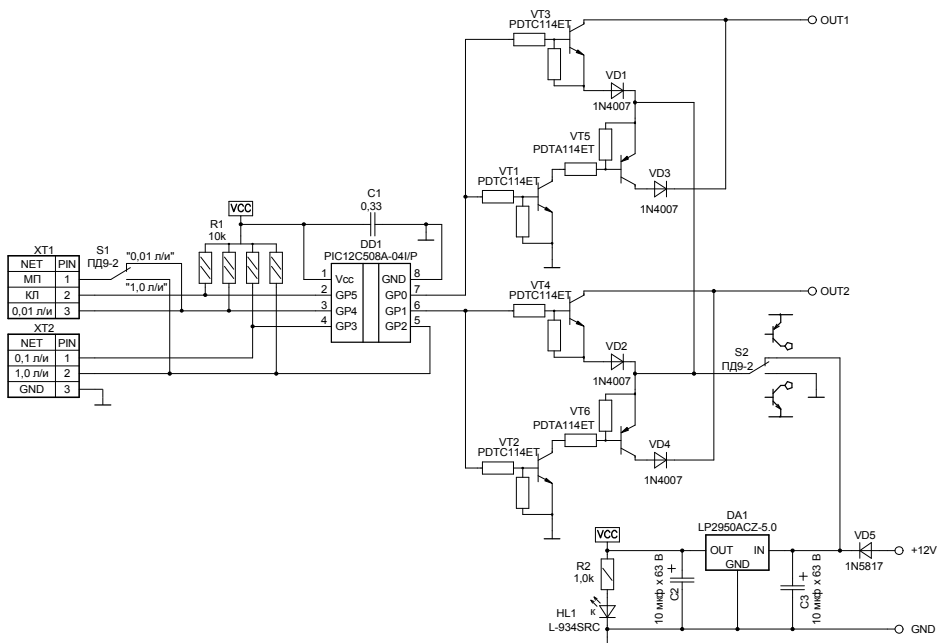 VT3
PDTC114ET
OUT1
VD1
1N4007
VT5
PDTA114ET
VT1
PDTC114ET
VD3
1N4007
C1
0,33
VCC
R1
10k
DD1
PIC12C508A-04I/P
XT1
NET PIN
МП 1
КЛ 2
0,01 л/и 3
S1
ПД9-2
"0,01 л/и"
"1,0 л/и"
1 Vcc GND 8
2 GP5 GP0 7
3 GP4 GP1 6
4 GP3 GP2 5
XT2
NET PIN
0,1 л/и 1
1,0 л/и 2
GND 3
VT4
PDTC114ET
OUT2
VD2
1N4007
S2
ПД9-2
VT6
PDTA114ET
VT2
PDTC114ET
VD4
1N4007
DA1
LP2950ACZ-5.0
OUT IN
GND
VCC
R2
1,0k
HL1
L-934SRC
к
+
C2
10 мкф x 63 В
+
C3
10 мкф x 63 В
VD5
1N5817
+12V
GND